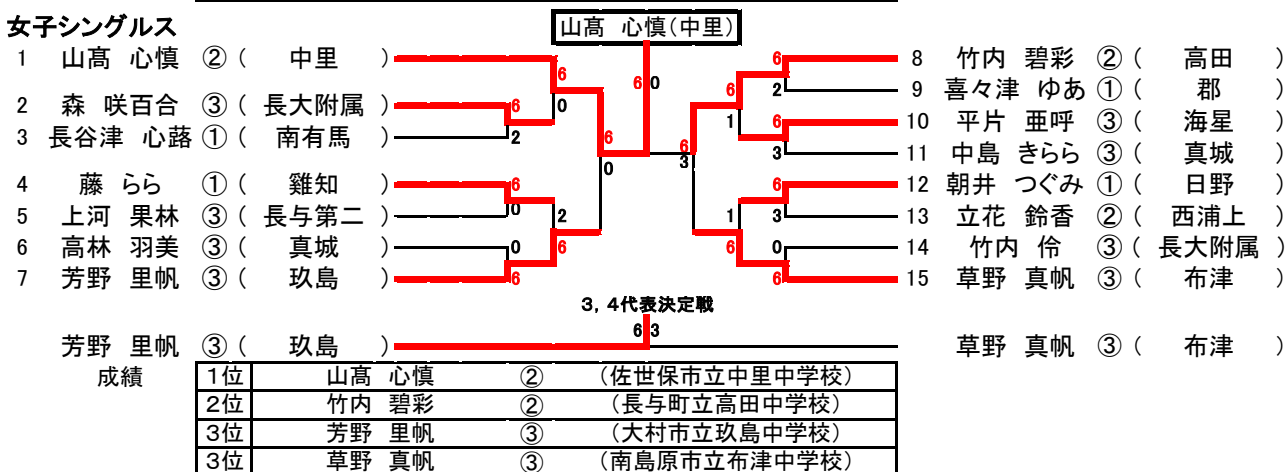 女子シングルス
山髙 心慎(中里)
1 山髙 心慎 ② ( 中里 )
2 森 咲百合 ③ ( 長大附属 )
3 長谷津 心蕗 ① ( 南有馬 )
4 藤 らら ① ( 雞知 )
5 上河 果林 ③ ( 長与第二 )
6 高林 羽美 ③ ( 真城 )
7 芳野 里帆 ③ ( 玖島 )
6 0
6 2
6 0
2 6
0 6
6 0
6 0
8 竹内 碧彩 ② ( 高田 )
9 喜々津 ゆあ ① ( 郡 )
10 平片 亜呼 ③ ( 海星 )
11 中島 きらら ③ ( 真城 )
12 朝井 つぐみ ① ( 日野 )
13 立花 鈴香 ② ( 西浦上 )
14 竹内 伶 ③ ( 長大附属 )
15 草野 真帆 ③ ( 布津 )
6 2
6 3
6 3
0 6
6 1
1 6
6 3
3，4代表決定戦
6 3
芳野 里帆 ③ ( 玖島 )
草野 真帆 ③ ( 布津 )
成績
1位 山髙 心慎 ② (佐世保市立中里中学校)
2位 竹内 碧彩 ② (長与町立高田中学校)
3位 芳野 里帆 ③ (大村市立玖島中学校)
3位 草野 真帆 ③ (南島原市立布津中学校)